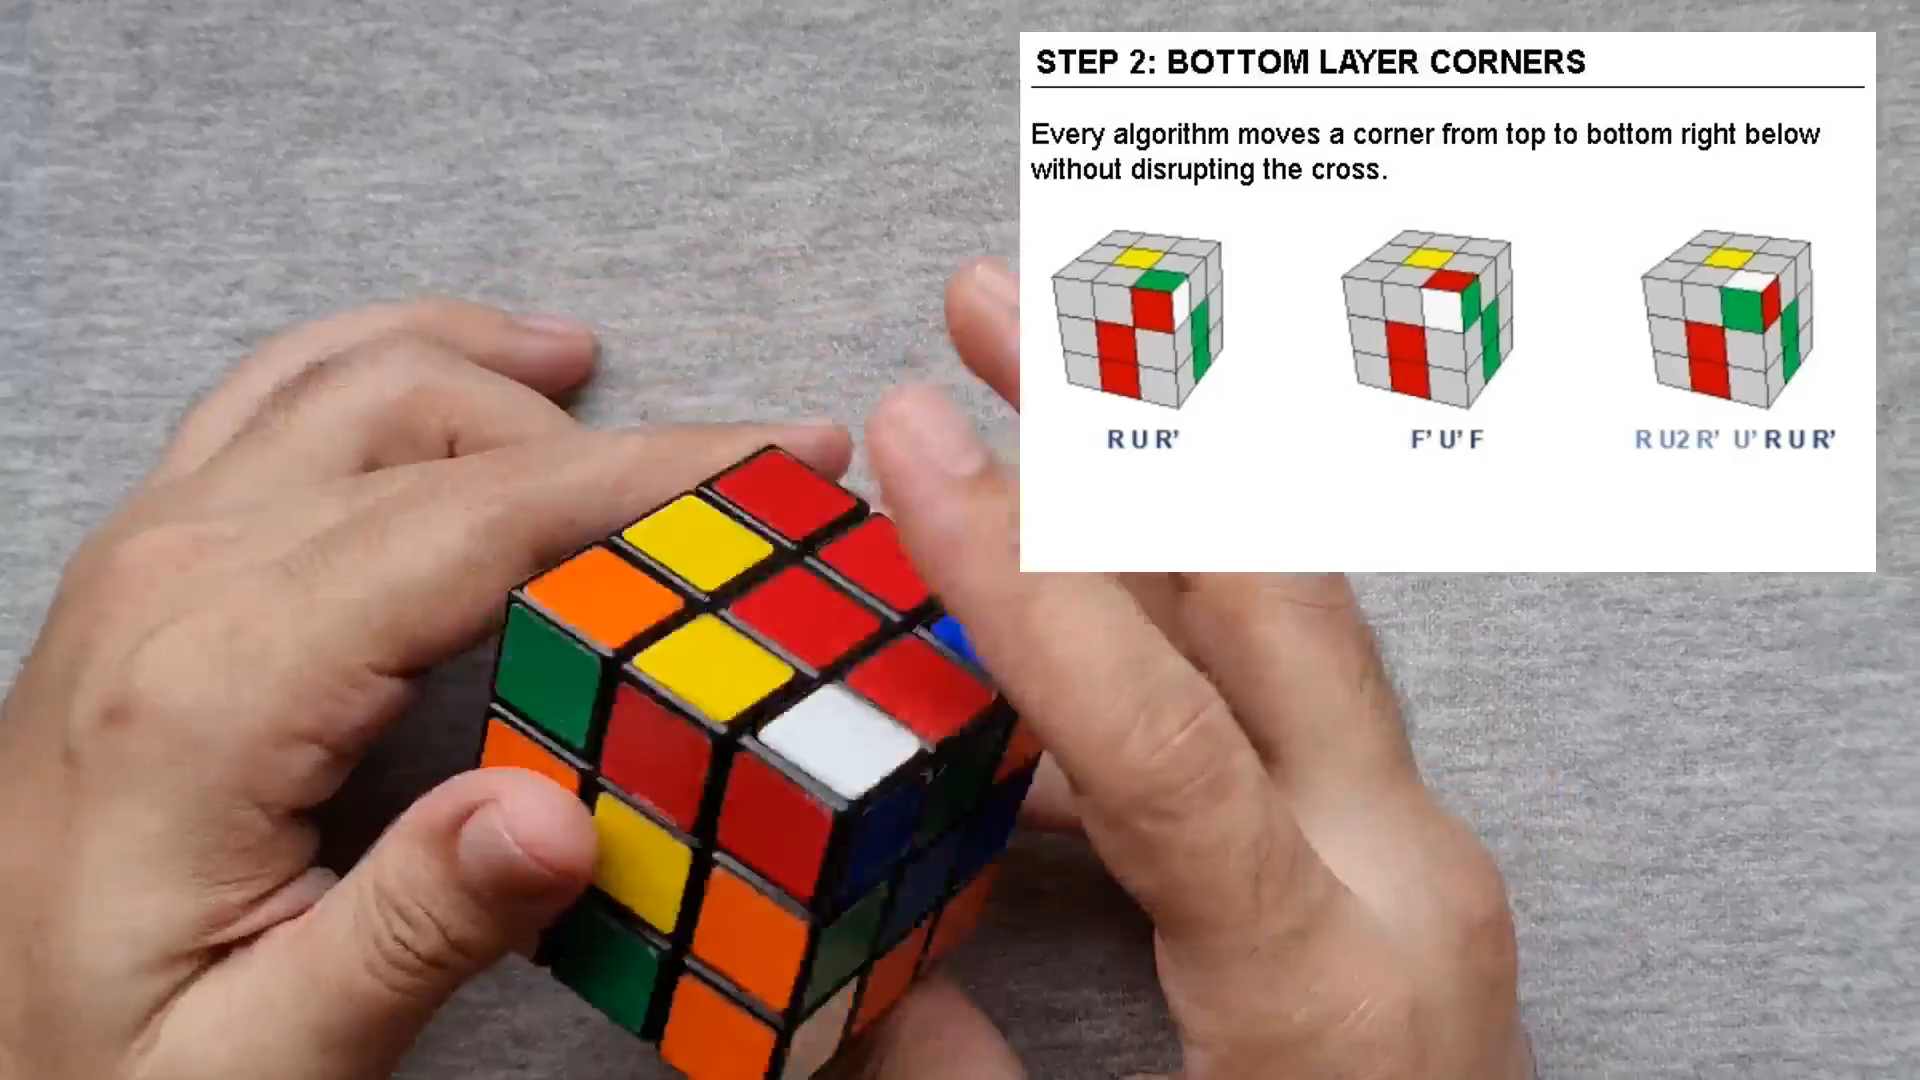 STEP 2: BOTTOM LAYER CORNERS
Every algorithm moves a corner from top to bottom right below
without disrupting the cross.
R U R' F' U' F R U2 R' U' R U R'